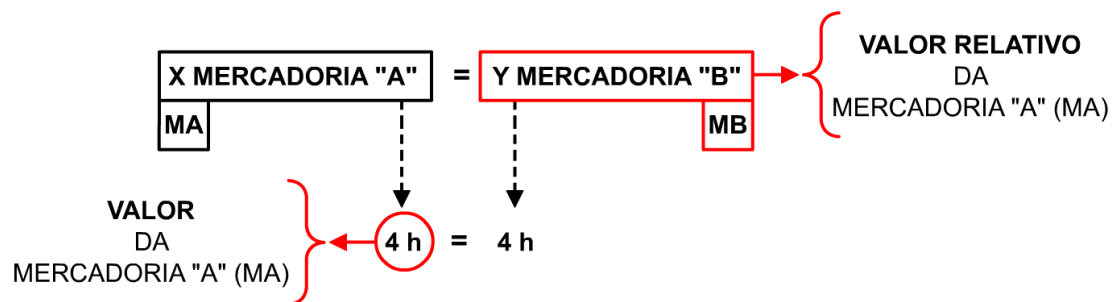 X MERCADORIA "A" = Y MERCADORIA "B"
MA
MB
VALOR RELATIVO
DA
MERCADORIA "A" (MA)
VALOR
DA
MERCADORIA "A" (MA)
4 h = 4 h